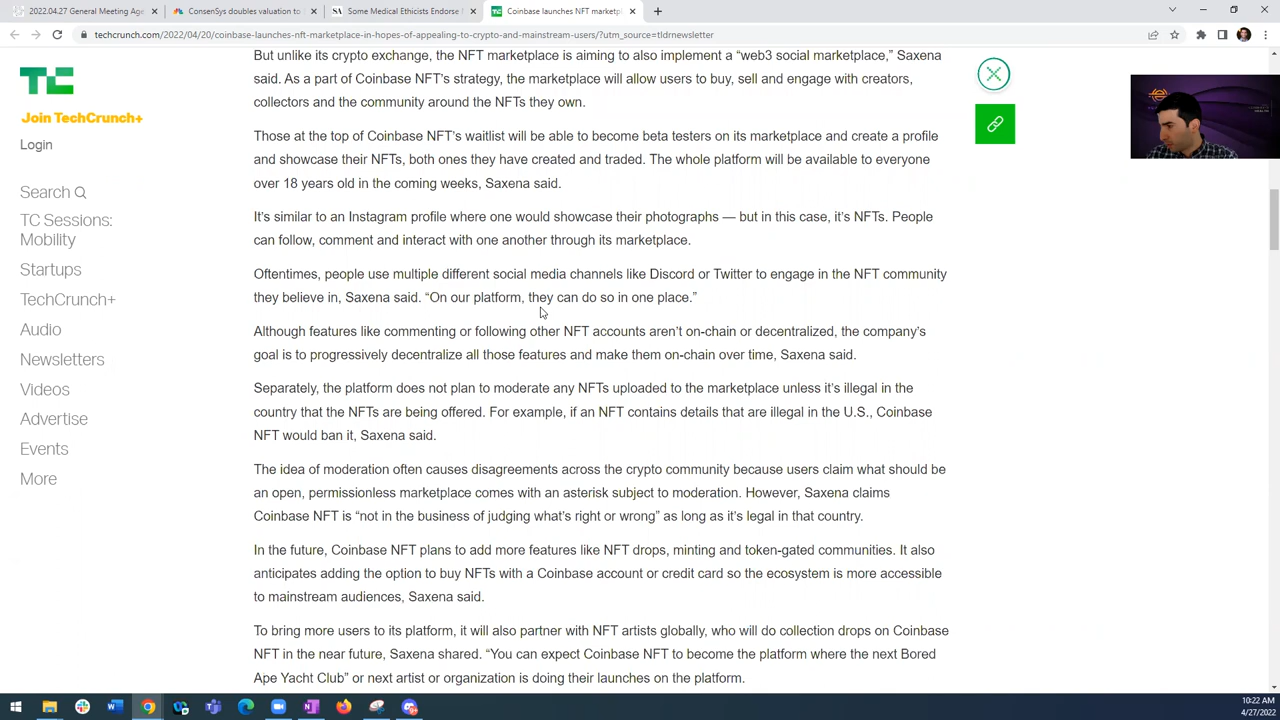 2022.04.27 General Meeting Age
ConsenSys doubles valuation to
Some Medical Ethicists Endorse
Coinbase launches NFT marketpl
techcrunch.com/2022/04/20/coinbase-launches-nft-marketplace-in-hopes-of-appealing-to-crypto-and-mainstream-users/?utm_source=tldrnewsletter
Join TechCrunch+
Login
Search
TC Sessions:
Mobility
Startups
TechCrunch+
Audio
Newsletters
Videos
Advertise
Events
More
But unlike its crypto exchange, the NFT marketplace is aiming to also implement a “web3 social marketplace,” Saxena
said. As a part of Coinbase NFT’s strategy, the marketplace will allow users to buy, sell and engage with creators,
collectors and the community around the NFTs they own.
Those at the top of Coinbase NFT’s waitlist will be able to become beta testers on its marketplace and create a profile
and showcase their NFTs, both ones they have created and traded. The whole platform will be available to everyone
over 18 years old in the coming weeks, Saxena said.
It’s similar to an Instagram profile where one would showcase their photographs — but in this case, it’s NFTs. People
can follow, comment and interact with one another through its marketplace.
Oftentimes, people use multiple different social media channels like Discord or Twitter to engage in the NFT community
they believe in, Saxena said. “On our platform, they can do so in one place.”
Although features like commenting or following other NFT accounts aren’t on-chain or decentralized, the company’s
goal is to progressively decentralize all those features and make them on-chain over time, Saxena said.
Separately, the platform does not plan to moderate any NFTs uploaded to the marketplace unless it’s illegal in the
country that the NFTs are being offered. For example, if an NFT contains details that are illegal in the U.S., Coinbase
NFT would ban it, Saxena said.
The idea of moderation often causes disagreements across the crypto community because users claim what should be
an open, permissionless marketplace comes with an asterisk subject to moderation. However, Saxena claims
Coinbase NFT is “not in the business of judging what’s right or wrong” as long as it’s legal in that country.
In the future, Coinbase NFT plans to add more features like NFT drops, minting and token-gated communities. It also
anticipates adding the option to buy NFTs with a Coinbase account or credit card so the ecosystem is more accessible
to mainstream audiences, Saxena said.
To bring more users to its platform, it will also partner with NFT artists globally, who will do collection drops on Coinbase
NFT in the near future, Saxena shared. “You can expect Coinbase NFT to become the platform where the next Bored
Ape Yacht Club” or next artist or organization is doing their launches on the platform.
10:22 AM
4/27/2022